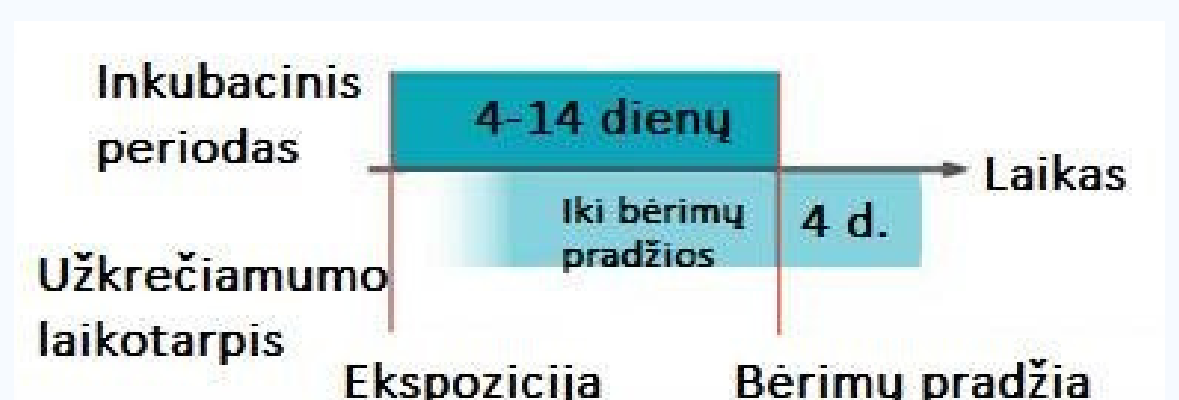 Inkubacinis
periodas
4-14 dienų
Laikas
Iki bėrimų
pradžios
4 d.
Užkrečiamumo
laikotarpis
Ekspozicija
Bėrimų pradžia